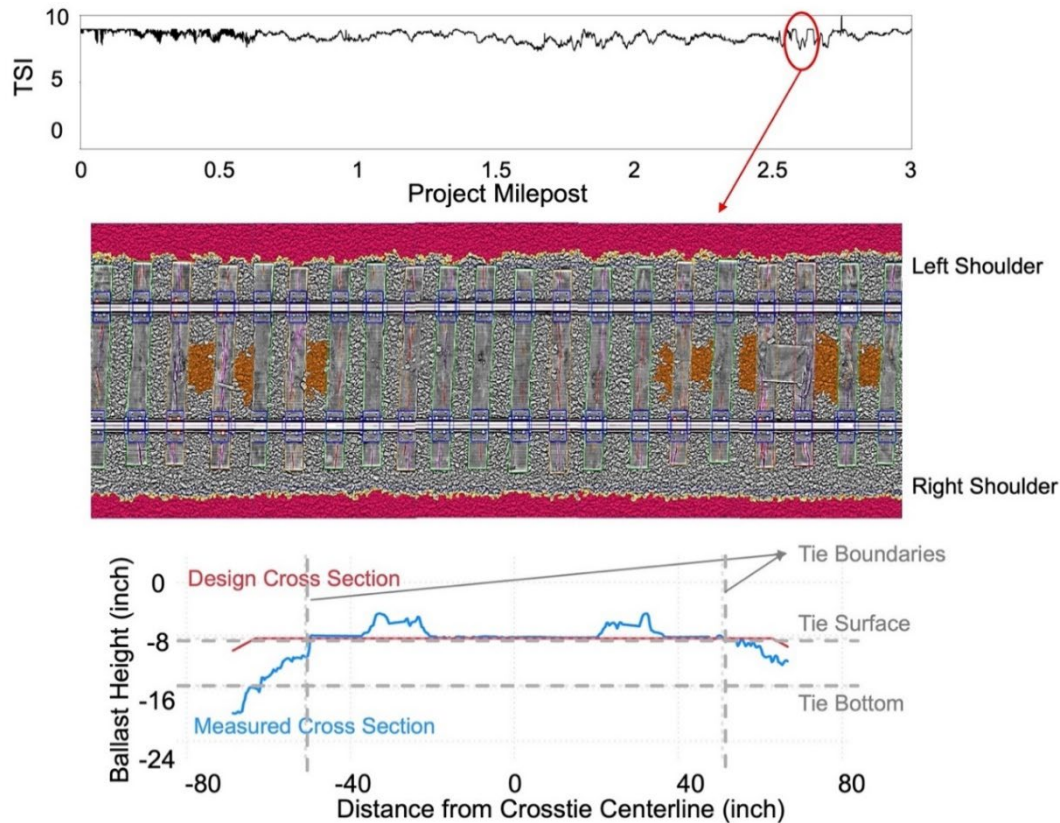 10
5
0
TSI
0
0.5
1
1.5
2
2.5
3
Project Milepost
Left Shoulder
Right Shoulder
Tie Boundaries
Design Cross Section
Tie Surface
Tie Bottom
Measured Cross Section
Ballast Height (inch)
0
-8
-16
-24
-80
-40
0
40
80
Distance from Crosstie Centerline (inch)